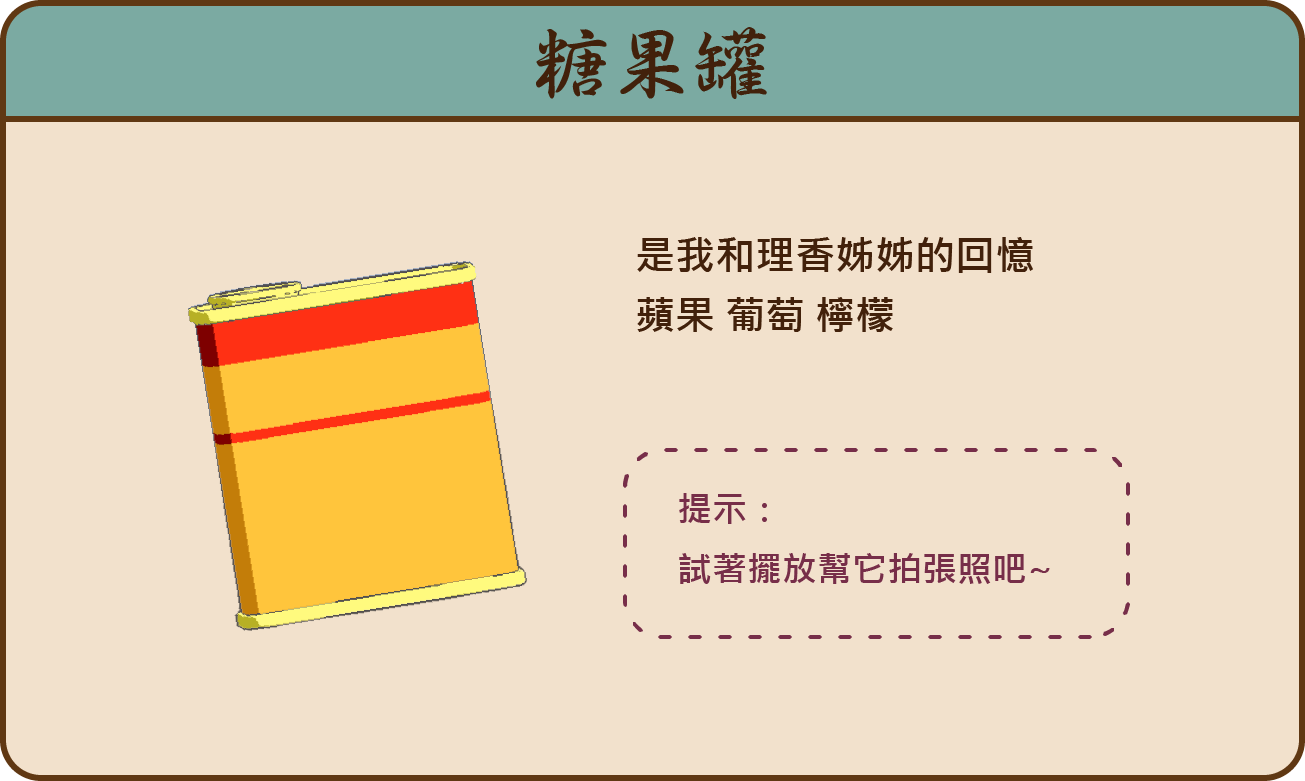 糖果罐
是我和理香姊姊的回憶
蘋果 葡萄 檸檬
提示：
試著擺放幫它拍張照吧~